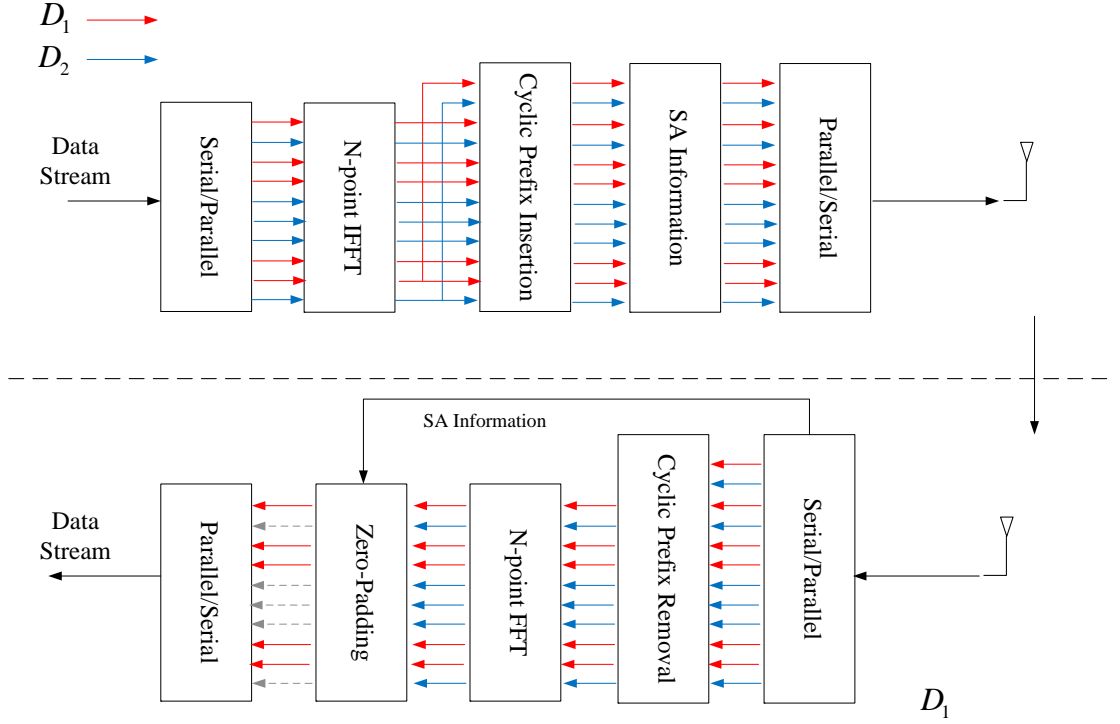 D₁
D₂
Data
Stream
Serial/Parallel
N-point IFFT
Cyclic Prefix Insertion
SA Information
Parallel/Serial
SA Information
Data
Stream
Parallel/Serial
Zero-Padding
N-point FFT
Cyclic Prefix Removal
Serial/Parallel
D₁